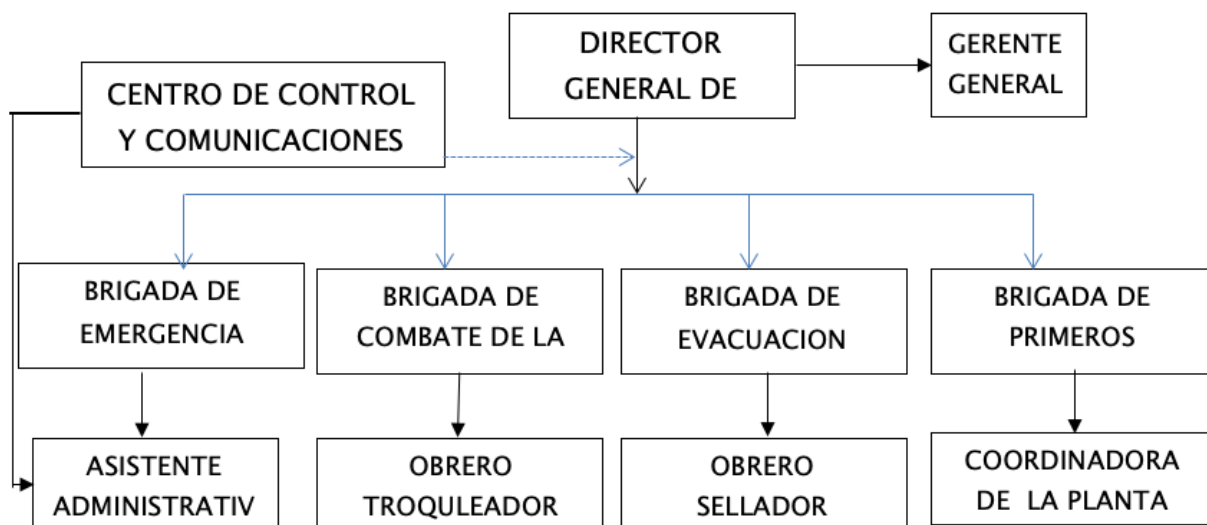 DIRECTOR
GENERAL DE
GERENTE
GENERAL
CENTRO DE CONTROL
Y COMUNICACIONES
BRIGADA DE
EMERGENCIA
BRIGADA DE
COMBATE DE LA
BRIGADA DE
EVACUACION
BRIGADA DE
PRIMEROS
ASISTENTE
ADMINISTRATIV
OBRERO
TROQULEADOR
OBRERO
SELLADOR
COORDINADORA
DE LA PLANTA